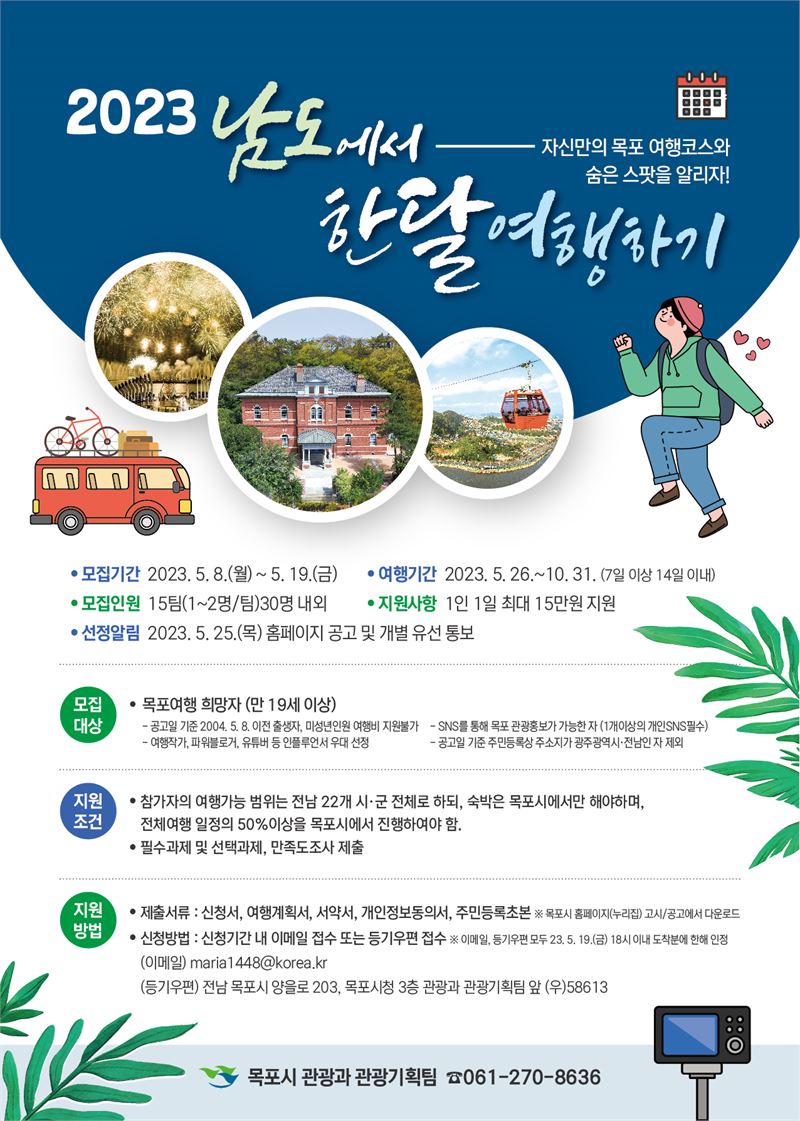 2023 남도에서
한달 여행하기
자신만의 목포 여행코스와
숨은 스팟을 알리자!
• 모집기간 2023. 5. 8.(월) ~ 5. 19.(금)
• 여행기간 2023. 5. 26.~10. 31. (7일 이상 14일 이내)
• 모집인원 15팀(1~2명/팀)30명 내외
• 지원사항 1인 1일 최대 15만원 지원
• 선정알림 2023. 5. 25.(목) 홈페이지 공고 및 개별 유선 통보
모집
대상
• 목포여행 희망자 (만 19세 이상)
- 공고일 기준 2004. 5. 8. 이전 출생자, 미성년인원 여행비 지원불가
- 여행작가, 파워블로거, 유튜버 등 인플루언서 우대 선정
- SNS를 통해 목포 관광홍보가 가능한 자 (1개이상의 개인SNS필수)
- 공고일 기준 주민등록상 주소지가 광주광역시·전남인 자 제외
지원
조건
• 참가자의 여행가능 범위는 전남 22개 시·군 전체로 하되, 숙박은 목포시에서만 해야하며,
전체여행 일정의 50%이상을 목포시에서 진행하여야 함.
• 필수과제 및 선택과제, 만족도조사 제출
지원
방법
• 제출서류 : 신청서, 여행계획서, 서약서, 개인정보동의서, 주민등록초본 ※ 목포시 홈페이지(누리집) 고시/공고에서 다운로드
• 신청방법 : 신청기간 내 이메일 접수 또는 등기우편 접수 ※ 이메일, 등기우편 모두 23. 5. 19.(금) 18시 이내 도착분에 한해 인정
(이메일) maria1448@korea.kr
(등기우편) 전남 목포시 양을로 203, 목포시청 3층 관광과 관광기획팀 앞 (우)58613
목포시 관광과 관광기획팀 ☎061-270-8636